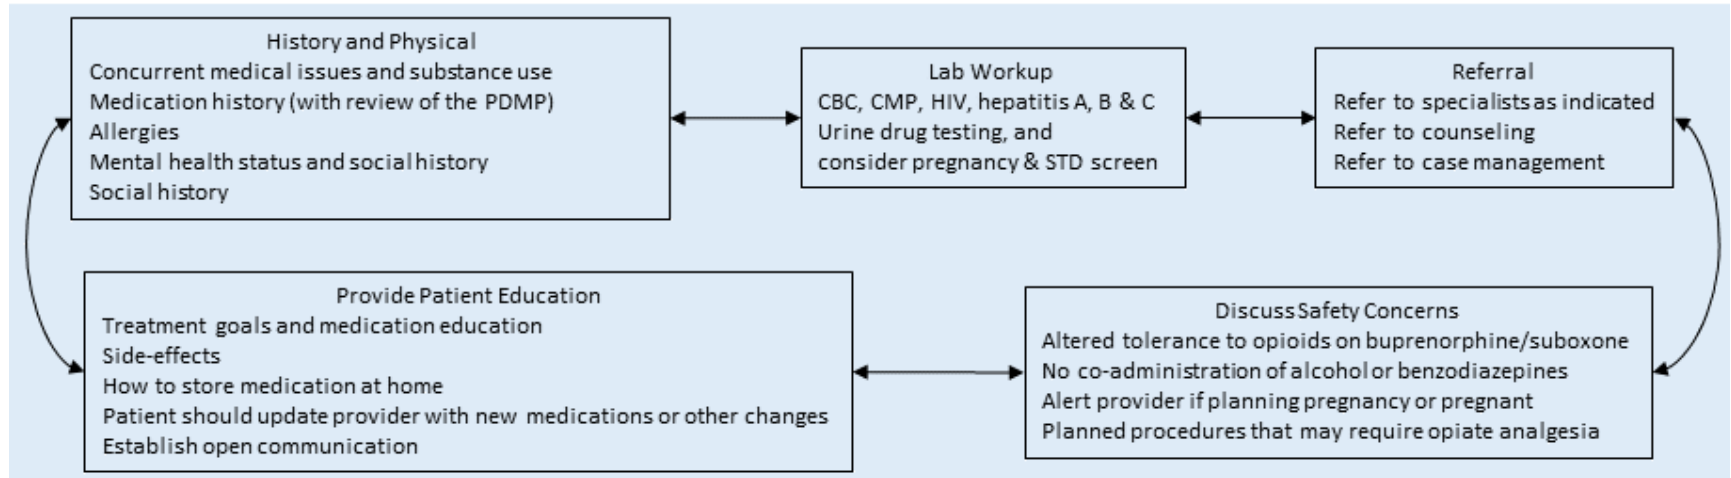 History and Physical
Concurrent medical issues and substance use
Medication history (with review of the PDMP)
Allergies
Mental health status and social history
Social history
Lab Workup
CBC, CMP, HIV, hepatitis A, B & C
Urine drug testing, and
consider pregnancy & STD screen
Referral
Refer to specialists as indicated
Refer to counseling
Refer to case management
Provide Patient Education
Treatment goals and medication education
Side-effects
How to store medication at home
Patient should update provider with new medications or other changes
Establish open communication
Discuss Safety Concerns
Altered tolerance to opioids on buprenorphine/suboxone
No co-administration of alcohol or benzodiazepines
Alert provider if planning pregnancy or pregnant
Planned procedures that may require opiate analgesia